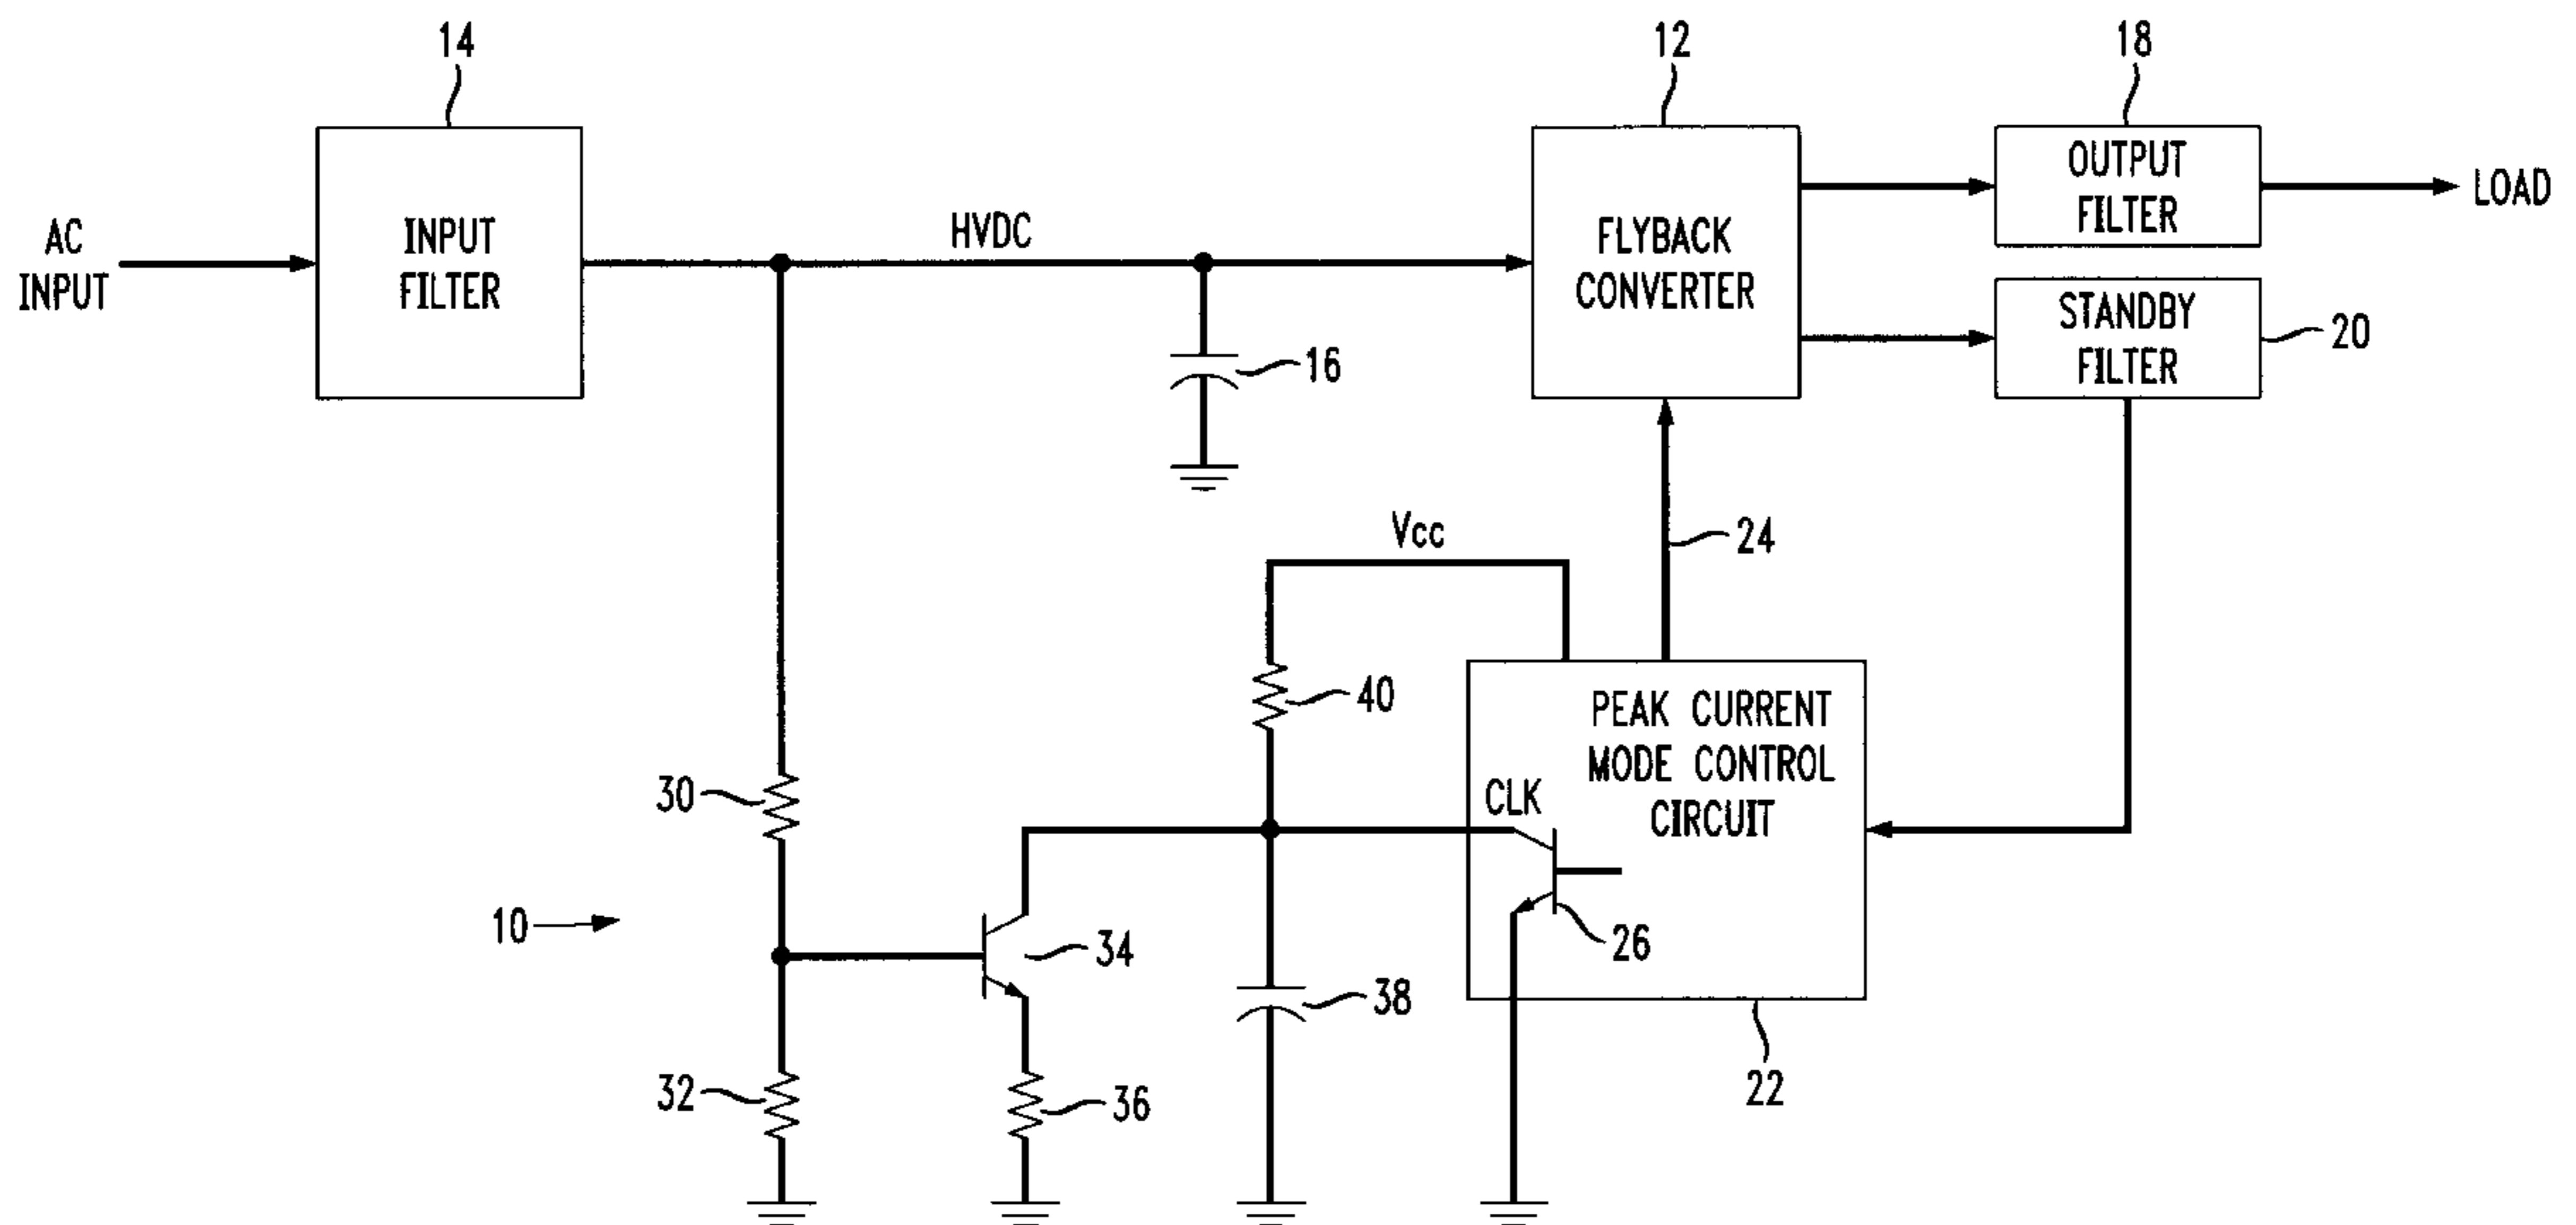 14
12
18
AC
INPUT
INPUT
FILTER
HVDC
FLYBACK
CONVERTER
OUTPUT
FILTER
LOAD
STANDBY
FILTER
20
16
24
Vcc
40
PEAK CURRENT
MODE CONTROL
CIRCUIT
CLK
30
10
34
26
38
32
36
22